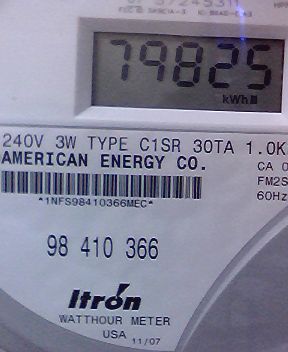 79825
kWh
240V 3W TYPE C1SR 30TA 1.0K
AMERICAN ENERGY CO.
CA 0
FM2S
60Hz
*1NFS98410366MEC*
98 410 366
Itron
WATTHOUR METER
USA 11/07